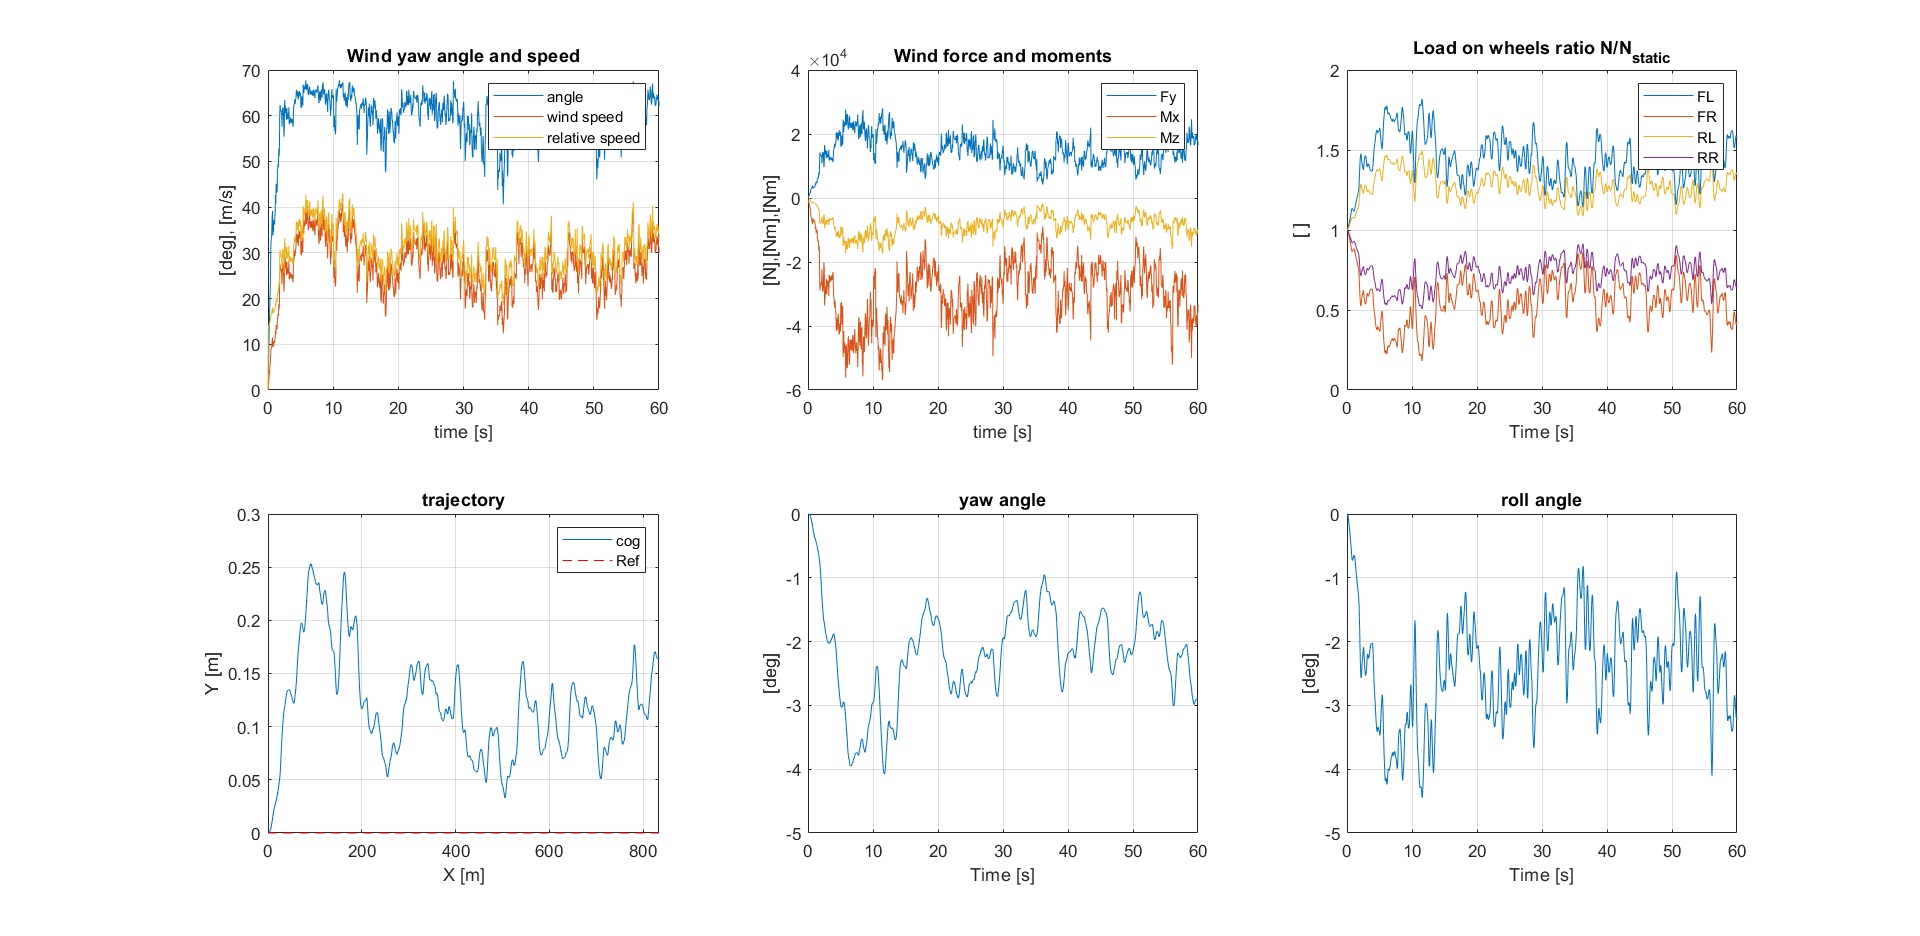 Wind yaw angle and speed
70
60
50
40
30
20
10
0
[deg], [m/s]
angle
wind speed
relative speed
0 10 20 30 40 50 60
time [s]
Wind force and moments
×10⁴
4
2
0
-2
-4
-6
[N],[Nm],[Nm]
Fy
Mx
Mz
0 10 20 30 40 50 60
time [s]
Load on wheels ratio N/N_static
2
1.5
1
0.5
0
[ ]
FL
FR
RL
RR
0 10 20 30 40 50 60
Time [s]
trajectory
0.3
0.25
0.2
0.15
0.1
0.05
0
Y [m]
cog
Ref
0 200 400 600 800
X [m]
yaw angle
0
-1
-2
-3
-4
-5
[deg]
0 10 20 30 40 50 60
Time [s]
roll angle
0
-1
-2
-3
-4
-5
[deg]
0 10 20 30 40 50 60
Time [s]